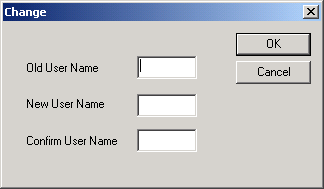 Change
Old User Name
OK
Cancel
New User Name
Confirm User Name